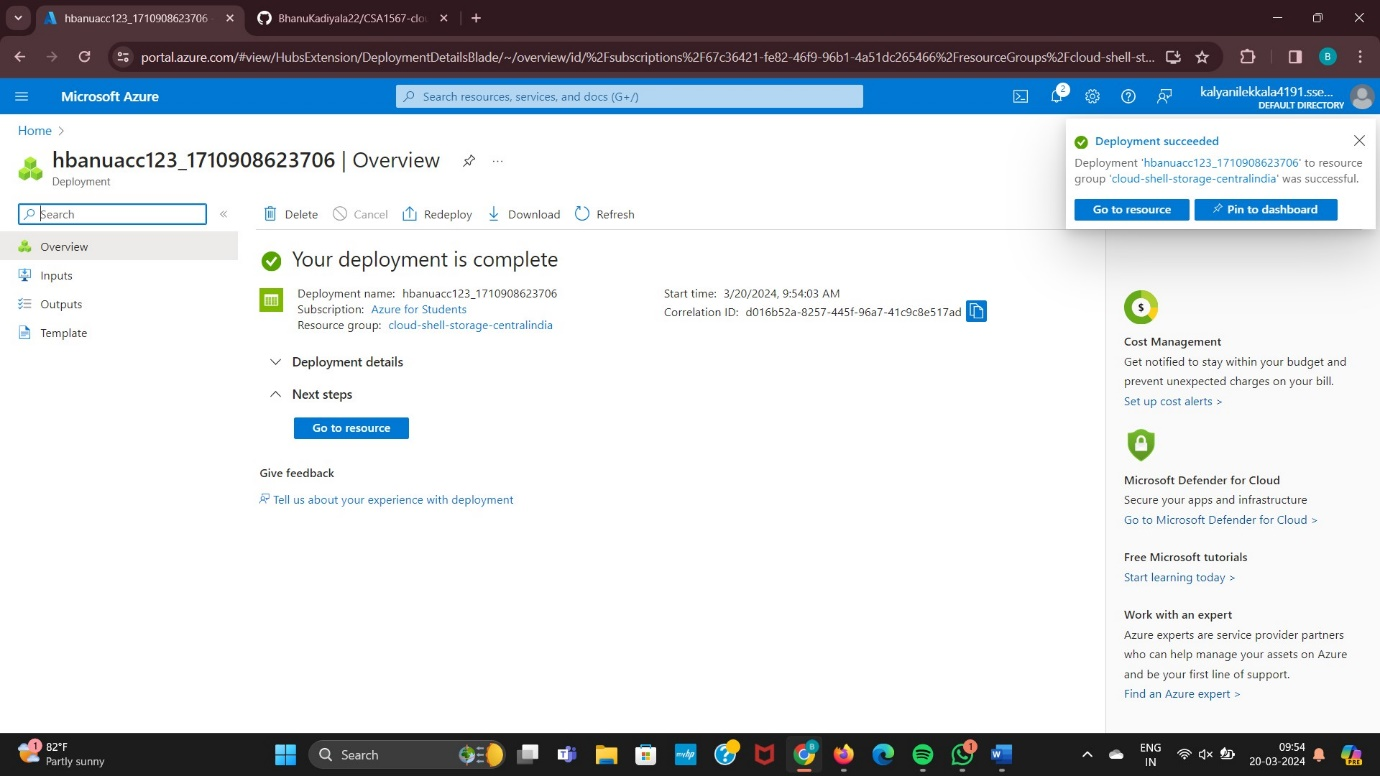 hbanuacc123_1710908623706 -
BhanuKadiyala22/CSA1567-clo
portal.azure.com/#view/HubsExtension/DeploymentDetailsBlade/~/overview/id/%2Fsubscriptions%2F67c36421-fe82-46f9-96b1-4a51dc265466%2FresourceGroups%2Fcloud-shell-st...
B
Microsoft Azure
Search resources, services, and docs (G+/)
2
kalyanilekkala4191.sse...
DEFAULT DIRECTORY
Home
hbanuacc123_1710908623706 | Overview
Deployment
Deployment succeeded
Deployment 'hbanuacc123_1710908623706' to resource
group 'cloud-shell-storage-centralindia' was successful.
Go to resource
Pin to dashboard
Search
Overview
Inputs
Outputs
Template
Delete
Cancel
Redeploy
Download
Refresh
Your deployment is complete
Deployment name: hbanuacc123_1710908623706
Subscription: Azure for Students
Resource group: cloud-shell-storage-centralindia
Start time: 3/20/2024, 9:54:03 AM
Correlation ID: d016b52a-8257-445f-96a7-41c9c8e517ad
Deployment details
Next steps
Go to resource
Give feedback
Tell us about your experience with deployment
$
Cost Management
Get notified to stay within your budget and
prevent unexpected charges on your bill.
Set up cost alerts >
Microsoft Defender for Cloud
Secure your apps and infrastructure
Go to Microsoft Defender for Cloud >
Free Microsoft tutorials
Start learning today >
Work with an expert
Azure experts are service provider partners
who can help manage your assets on Azure
and be your first line of support.
Find an Azure expert >
1
82°F
Partly sunny
Search
myhp
B
1
W
ENG
IN
09:54
20-03-2024
PRE